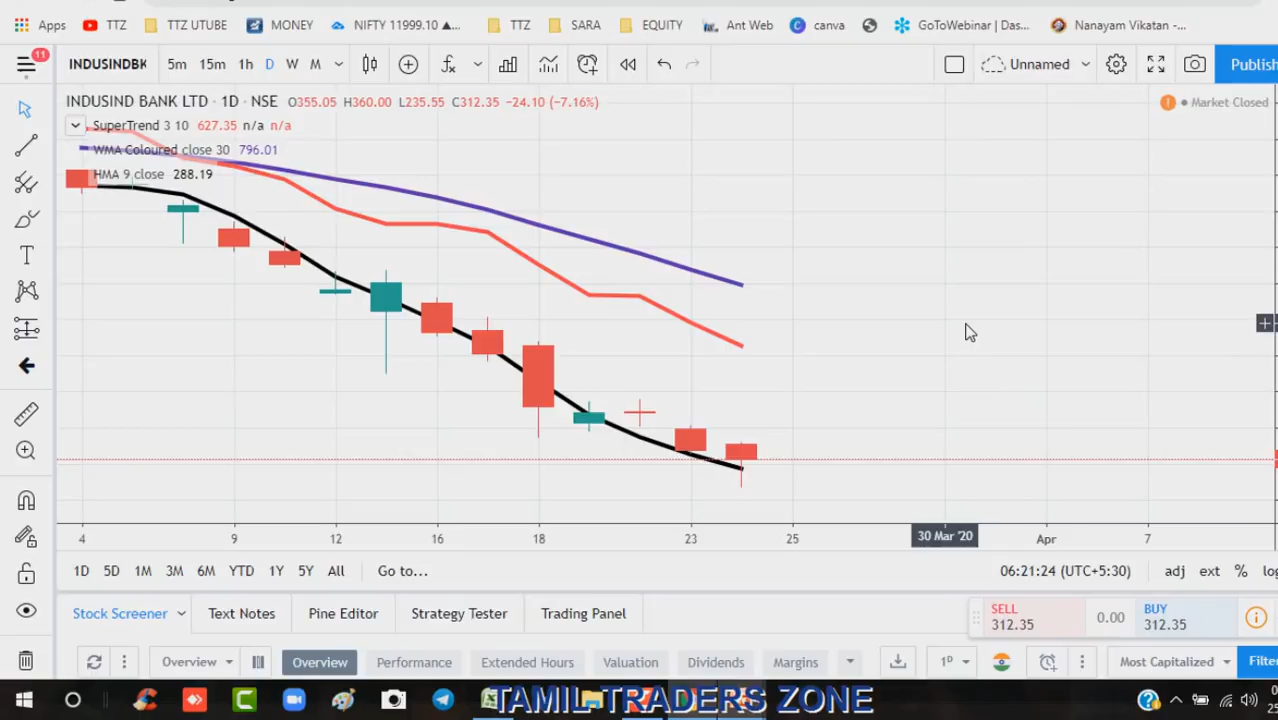 Apps TTZ TTZ UTUBE MONEY NIFTY 11999.10 ▲... TTZ SARA EQUITY Ant Web canva GoToWebinar | Das... Nanayam Vikatan -...
11 INDUSINDBK 5m 15m 1h D W M Unnamed Publish
INDUSIND BANK LTD · 1D · NSE O355.05 H360.00 L235.55 C312.35 −24.10 (−7.16%) Market Closed
SuperTrend 3 10 627.35 n/a n/a
WMA Coloured close 30 796.01
HMA 9 close 288.19
4 9 12 16 18 23 25 30 Mar '20 Apr 7
1D 5D 1M 3M 6M YTD 1Y 5Y All Go to... 06:21:24 (UTC+5:30) adj ext % log
Stock Screener Text Notes Pine Editor Strategy Tester Trading Panel SELL 312.35 0.00 BUY 312.35
Overview Overview Performance Extended Hours Valuation Dividends Margins 1D Most Capitalized Filter
TAMIL TRADERS ZONE